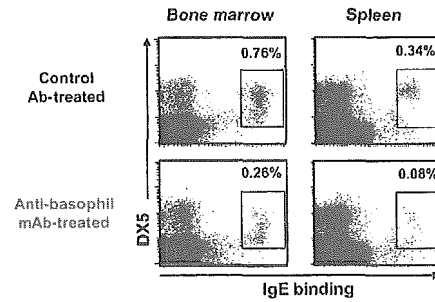 Bone marrow
Spleen
0.76%
0.34%
Control
Ab-treated
0.26%
0.08%
Anti-basophil
mAb-treated
DX5
IgE binding